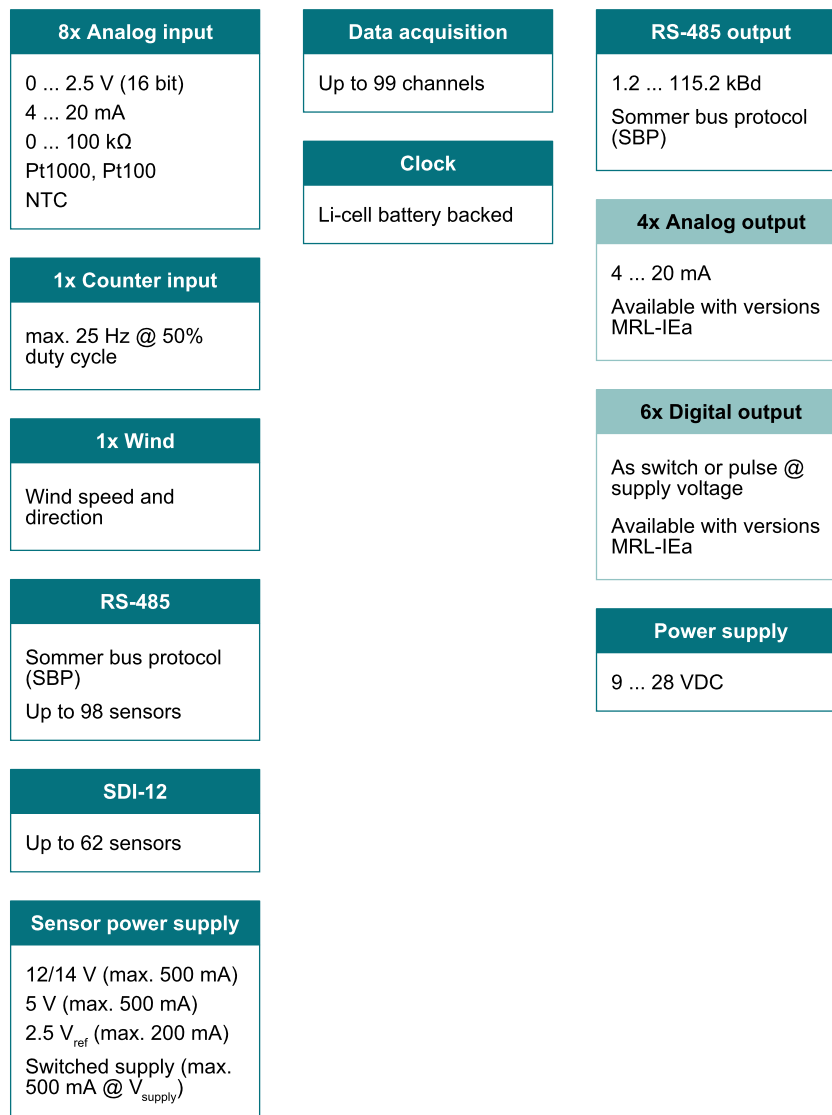 8x Analog input
0 ... 2.5 V (16 bit)
4 ... 20 mA
0 ... 100 kΩ
Pt1000, Pt100
NTC
1x Counter input
max. 25 Hz @ 50%
duty cycle
1x Wind
Wind speed and
direction
RS-485
Sommer bus protocol
(SBP)
Up to 98 sensors
SDI-12
Up to 62 sensors
Sensor power supply
12/14 V (max. 500 mA)
5 V (max. 500 mA)
2.5 Vref (max. 200 mA)
Switched supply (max.
500 mA @ Vsupply)
Data acquisition
Up to 99 channels
Clock
Li-cell battery backed
RS-485 output
1.2 ... 115.2 kBd
Sommer bus protocol
(SBP)
4x Analog output
4 ... 20 mA
Available with versions
MRL-IEa
6x Digital output
As switch or pulse @
supply voltage
Available with versions
MRL-IEa
Power supply
9 ... 28 VDC